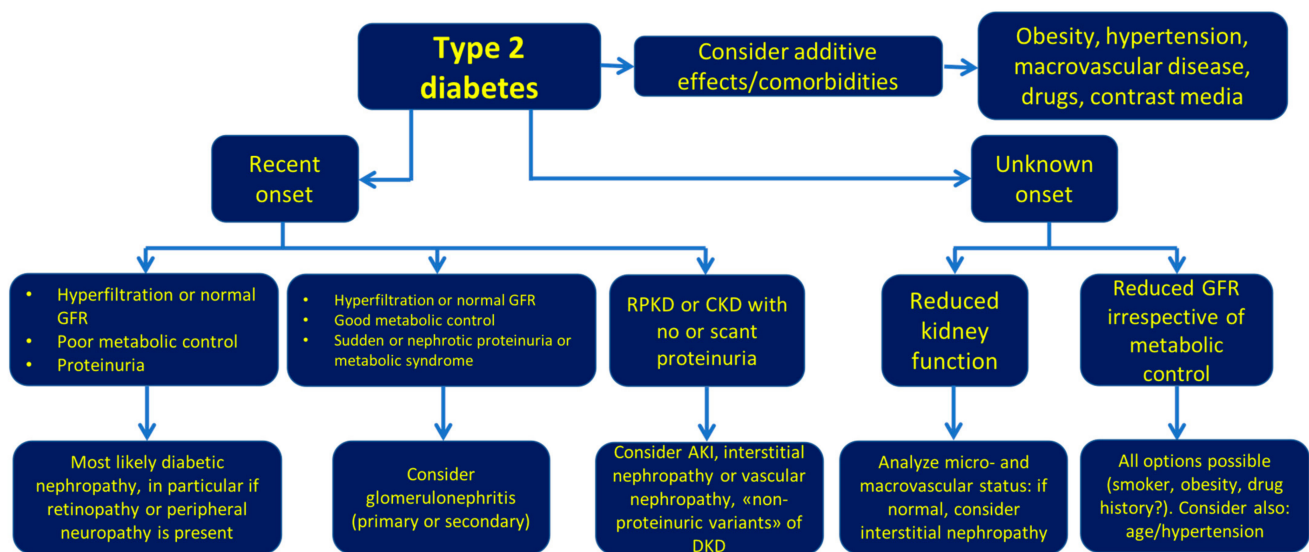 Type 2
diabetes
Consider additive
effects/comorbidities
Obesity, hypertension,
macrovascular disease,
drugs, contrast media
Recent
onset
Unknown
onset
• Hyperfiltration or normal
GFR
• Poor metabolic control
• Proteinuria
• Hyperfiltration or normal GFR
• Good metabolic control
• Sudden or nephrotic proteinuria or
metabolic syndrome
RPKD or CKD with
no or scant
proteinuria
Reduced
kidney
function
Reduced GFR
irrespective of
metabolic
control
Most likely diabetic
nephropathy, in particular if
retinopathy or peripheral
neuropathy is present
Consider
glomerulonephritis
(primary or secondary)
Consider AKI, interstitial
nephropathy or vascular
nephropathy, «non-
proteinuric variants» of
DKD
Analyze micro- and
macrovascular status: if
normal, consider
interstitial nephropathy
All options possible
(smoker, obesity, drug
history?). Consider also:
age/hypertension